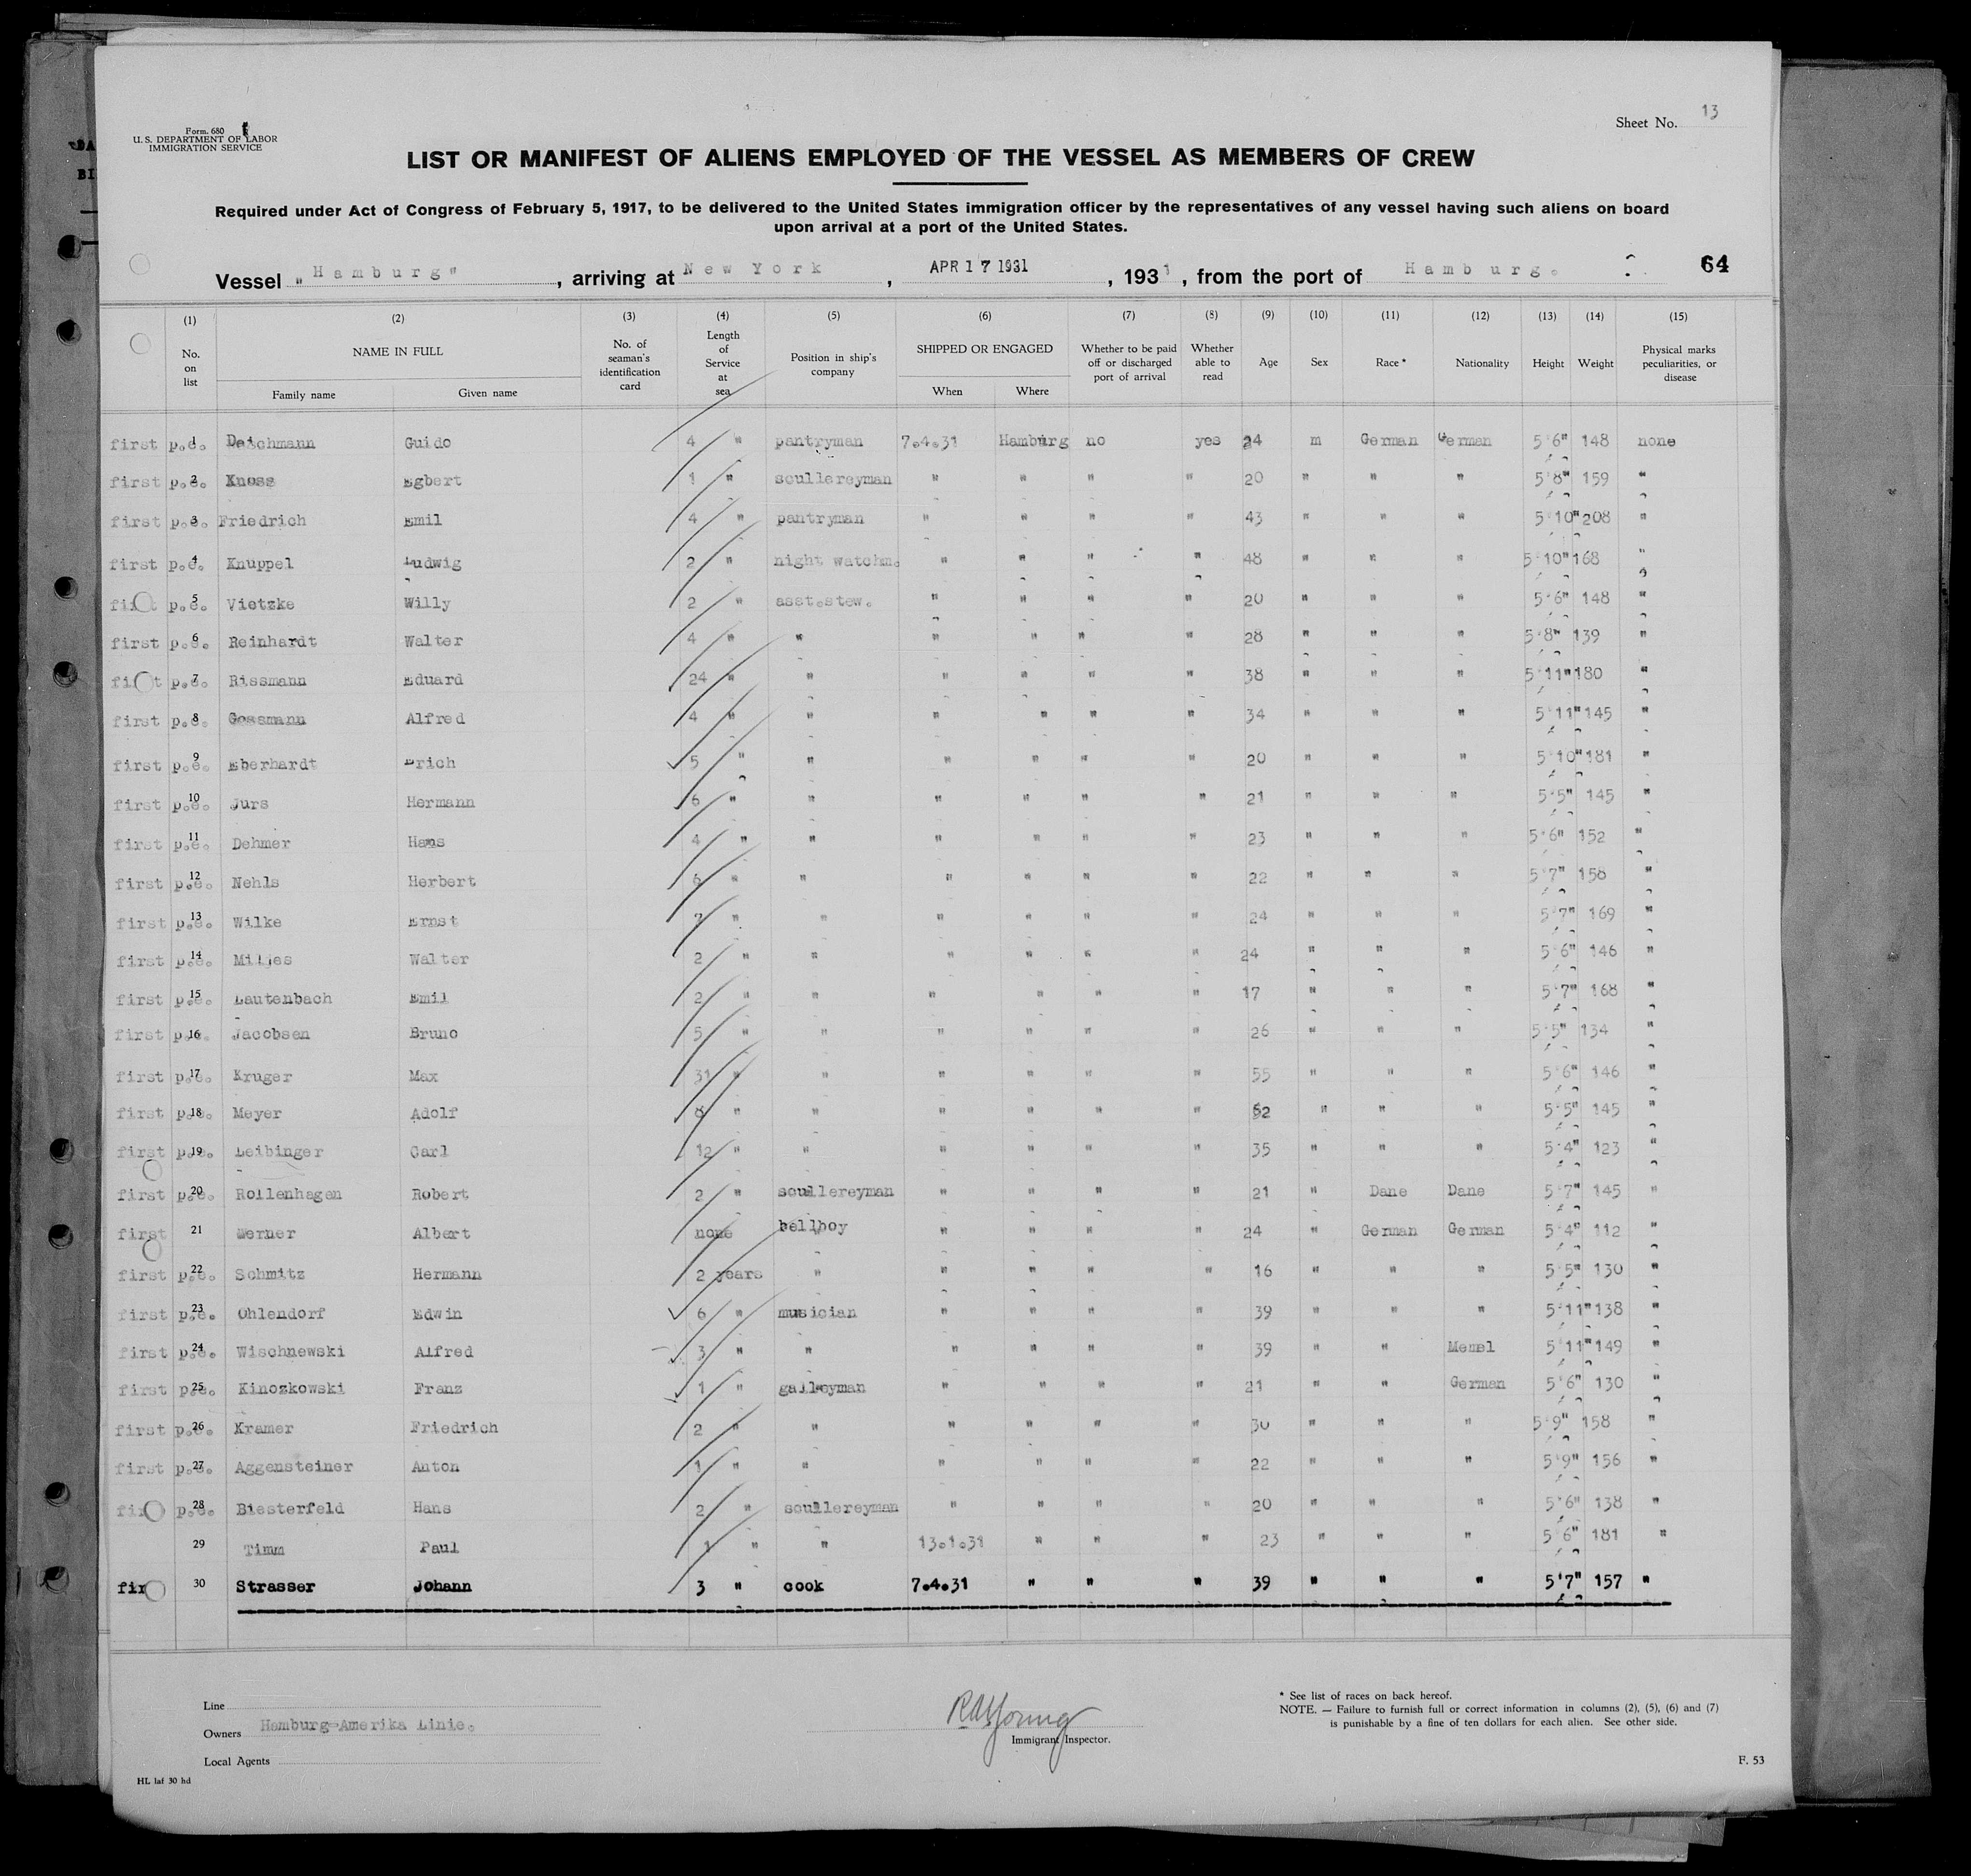 Sheet No. 13
Form. 680
U. S. DEPARTMENT OF LABOR
IMMIGRATION SERVICE
LIST OR MANIFEST OF ALIENS EMPLOYED OF THE VESSEL AS MEMBERS OF CREW
Required under Act of Congress of February 5, 1917, to be delivered to the United States immigration officer by the representatives of any vessel having such aliens on board
upon arrival at a port of the United States.
Vessel "Hamburg", arriving at New York, APR 17 1931, 1931, from the port of Hamburg. 64
(1) (2) (3) (4) (5) (6) (7) (8) (9) (10) (11) (12) (13) (14) (15)
No. on list NAME IN FULL Family name Given name No. of seaman's identification card Length of Service at sea Position in ship's company SHIPPED OR ENGAGED When Where Whether to be paid off or discharged port of arrival Whether able to read Age Sex Race * Nationality Height Weight Physical marks peculiarities, or disease
first p.e. 1 Deichmann Guido 4 " pantryman 7.4.31 Hamburg no yes 24 m German German 5'6" 148 none
first p.e. 2 Knoss Egbert 1 " scullereyman " " " " 20 " " " 5'8" 159 "
first p.e. 3 Friedrich Emil 4 " pantryman " " " " 43 " " " 5'10" 208 "
first p.e. 4 Knuppel Ludwig 2 " night watchm. " " " " 48 " " " 5'10" 168 "
first p.e. 5 Vietzke Willy 2 " asst.stew. " " " " 20 " " " 5'6" 148 "
first p.e. 6 Reinhardt Walter 4 " " " " " " 28 " " " 5'8" 139 "
first p.e. 7 Rissmann Eduard 24 " " " " " " 38 " " " 5'11" 180 "
first p.e. 8 Gossmann Alfred 4 " " " " " " 34 " " " 5'11" 145 "
first p.e. 9 Eberhardt Erich 5 " " " " " " 20 " " " 5'10" 181 "
first p.e. 10 Jurs Hermann 6 " " " " " " 21 " " " 5'5" 145 "
first p.e. 11 Dehmer Hans 4 " " " " " " 23 " " " 5'6" 152 "
first p.e. 12 Nehls Herbert 6 " " " " " " 22 " " " 5'7" 158 "
first p.e. 13 Wilke Ernst " " " " " " 24 " " " 5'7" 169 "
first p.e. 14 Milljes Walter 2 " " " " " " 24 " " " 5'6" 146 "
first p.e. 15 Lautenbach Emil 2 " " " " " " 17 " " " 5'7" 168 "
first p.e. 16 Jacobsen Bruno 5 " " " " " " 26 " " " 5'5" 134 "
first p.e. 17 Kruger Max 31 " " " " " " 55 " " " 5'6" 146 "
first p.e. 18 Meyer Adolf " " " " " " 52 " " " 5'5" 145 "
first p.e. 19 Leibinger Carl 12 " " " " " " 35 " " " 5'4" 123 "
first p.e. 20 Rollenhagen Robert 2 " scullereyman " " " " 21 " Dane Dane 5'7" 145 "
first 21 Werner Albert none bellboy " " " " 24 " German German 5'4" 112 "
first p.e. 22 Schmitz Hermann 2 years " " " " " 16 " " " 5'5" 130 "
first p.e. 23 Ohlendorf Edwin 6 " musician " " " " 39 " " " 5'11" 138 "
first p.e. 24 Wischnewski Alfred 3 " " " " " " 39 " " Memel 5'11" 149 "
first p.e. 25 Kinozkowski Franz 1 " galleyman " " " " 21 " " German 5'6" 130 "
first p.e. 26 Kramer Friedrich 2 " " " " " " 30 " " " 5'9" 158 "
first p.e. 27 Aggensteiner Anton 1 " " " " " " 22 " " " 5'9" 156 "
first p.e. 28 Biesterfeld Hans 2 " scullereyman " " " " 20 " " " 5'6" 138 "
29 Timm Paul 1 " " 13.1.31 " " " 23 " " " 5'6" 181 "
fir 30 Strasser Johann 3 " cook 7.4.31 " " " 39 " " " 5'7" 157 "
Line
Owners Hamburg-Amerika Linie.
Local Agents
RAYoung
Immigrant Inspector.
* See list of races on back hereof.
NOTE. — Failure to furnish full or correct information in columns (2), (5), (6) and (7)
is punishable by a fine of ten dollars for each alien. See other side.
F. 53
HL laf 30 hd